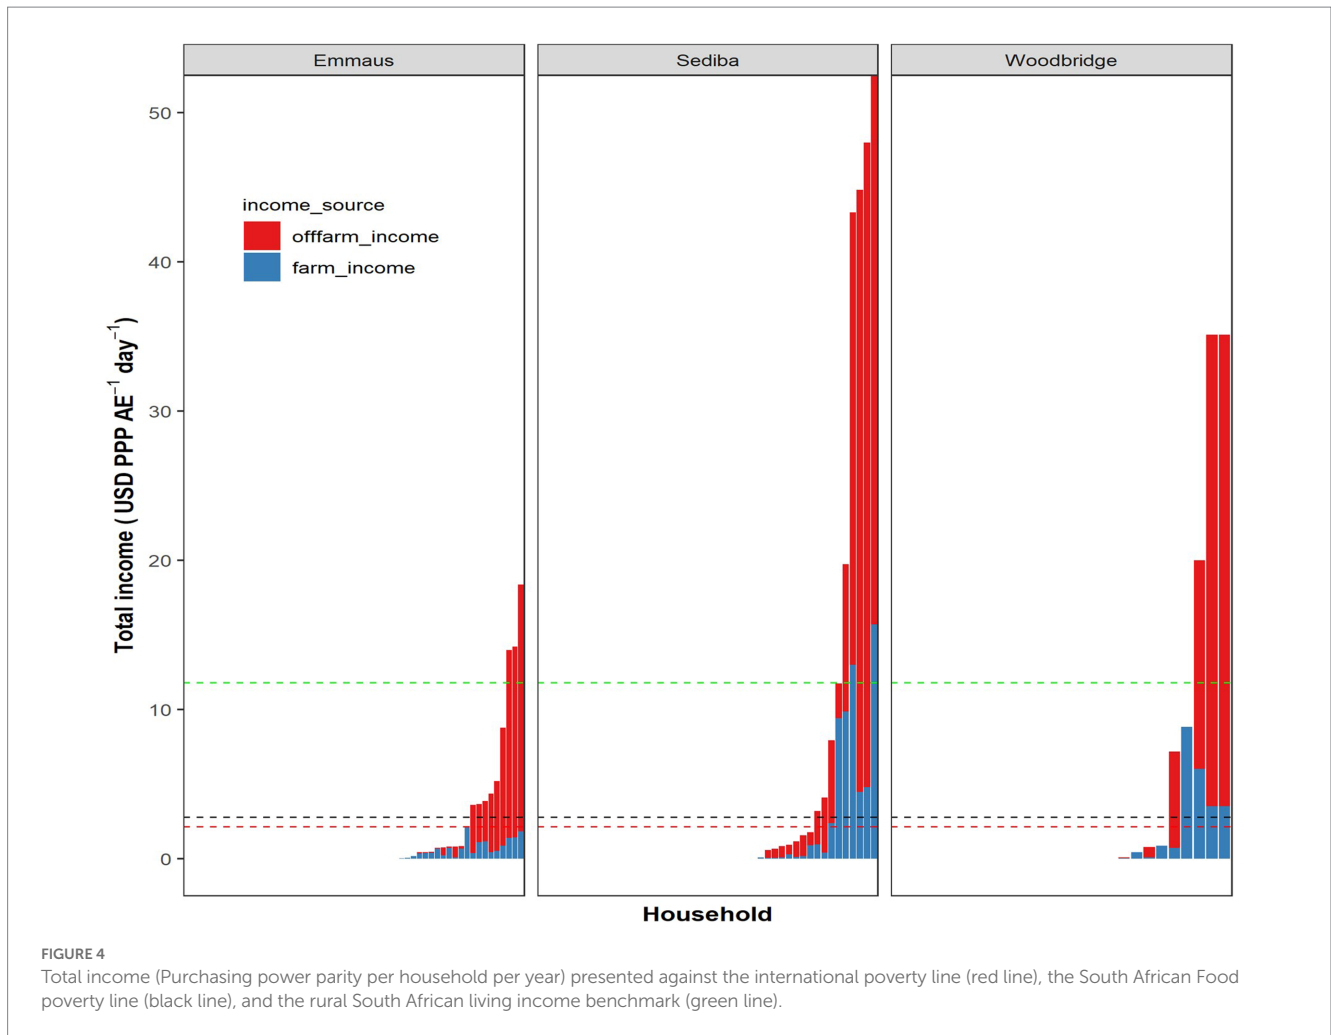 Emmaus
Sediba
Woodbridge
50
40
30
20
10
0
Total income ( USD PPP AE⁻¹ day⁻¹)
income_source
offfarm_income
farm_income
Household
FIGURE 4
Total income (Purchasing power parity per household per year) presented against the international poverty line (red line), the South African Food
poverty line (black line), and the rural South African living income benchmark (green line).